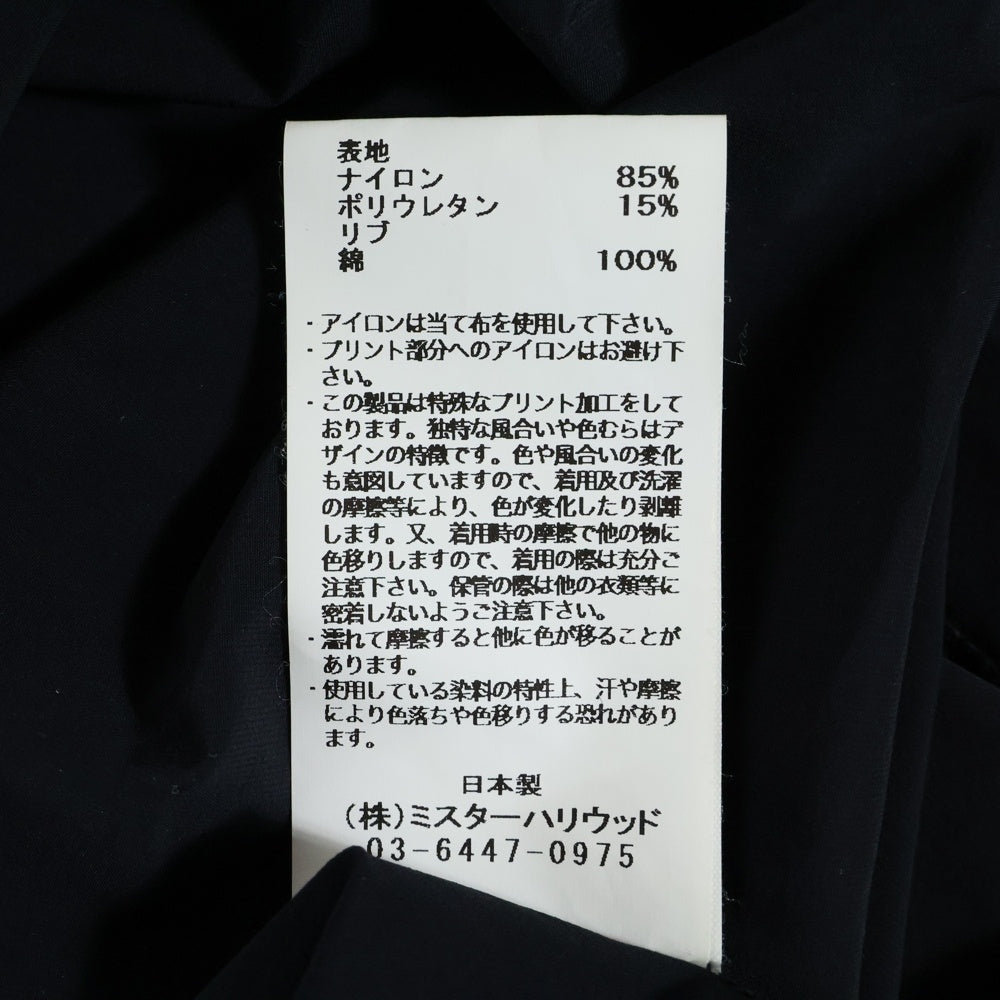 表地
ナイロン 85%
ポリウレタン 15%
リブ
綿 100%
・アイロンは当て布を使用して下さい。
・プリント部分へのアイロンはお避け下
さい。
・この製品は特殊なプリント加工をして
おります。独特な風合いや色むらはデ
ザインの特徴です。色や風合いの変化
も意図していますので、着用及び洗濯
の摩擦等により、色が変化したり剥離
します。又、着用時の摩擦で他の物に
色移りしますので、着用の際は充分ご
注意下さい。保管の際は他の衣類等に
密着しないようご注意下さい。
・濡れて摩擦すると他に色が移ることが
あります。
・使用している染料の特性上、汗や摩擦
により色落ちや色移りする恐れがあり
ます。
日本製
(株)ミスターハリウッド
03-6447-0975